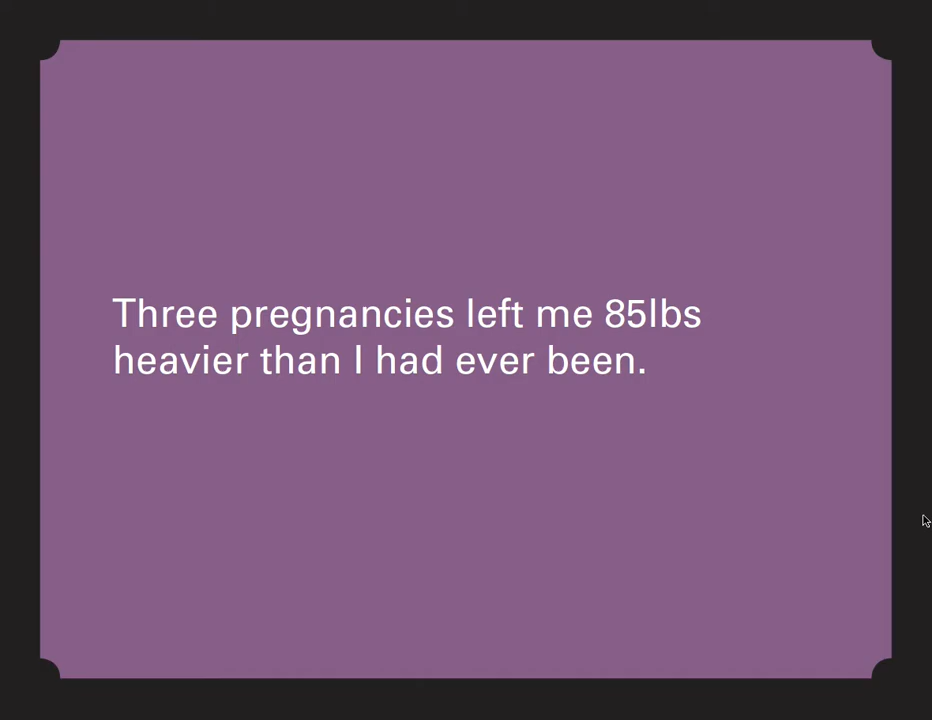 Three pregnancies left me 85lbs
heavier than I had ever been.